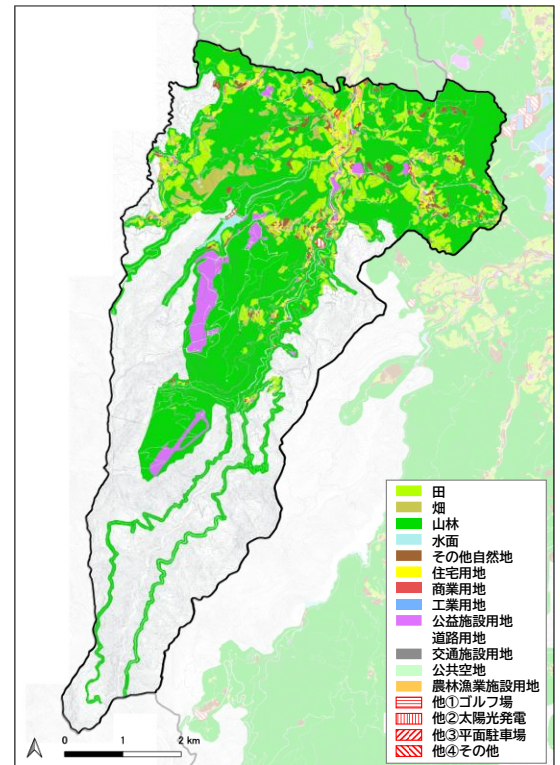 田
畑
山林
水面
その他自然地
住宅用地
商業用地
工業用地
公益施設用地
道路用地
交通施設用地
公共空地
農林漁業施設用地
他①ゴルフ場
他②太陽光発電
他③平面駐車場
他④その他
0 1 2 km